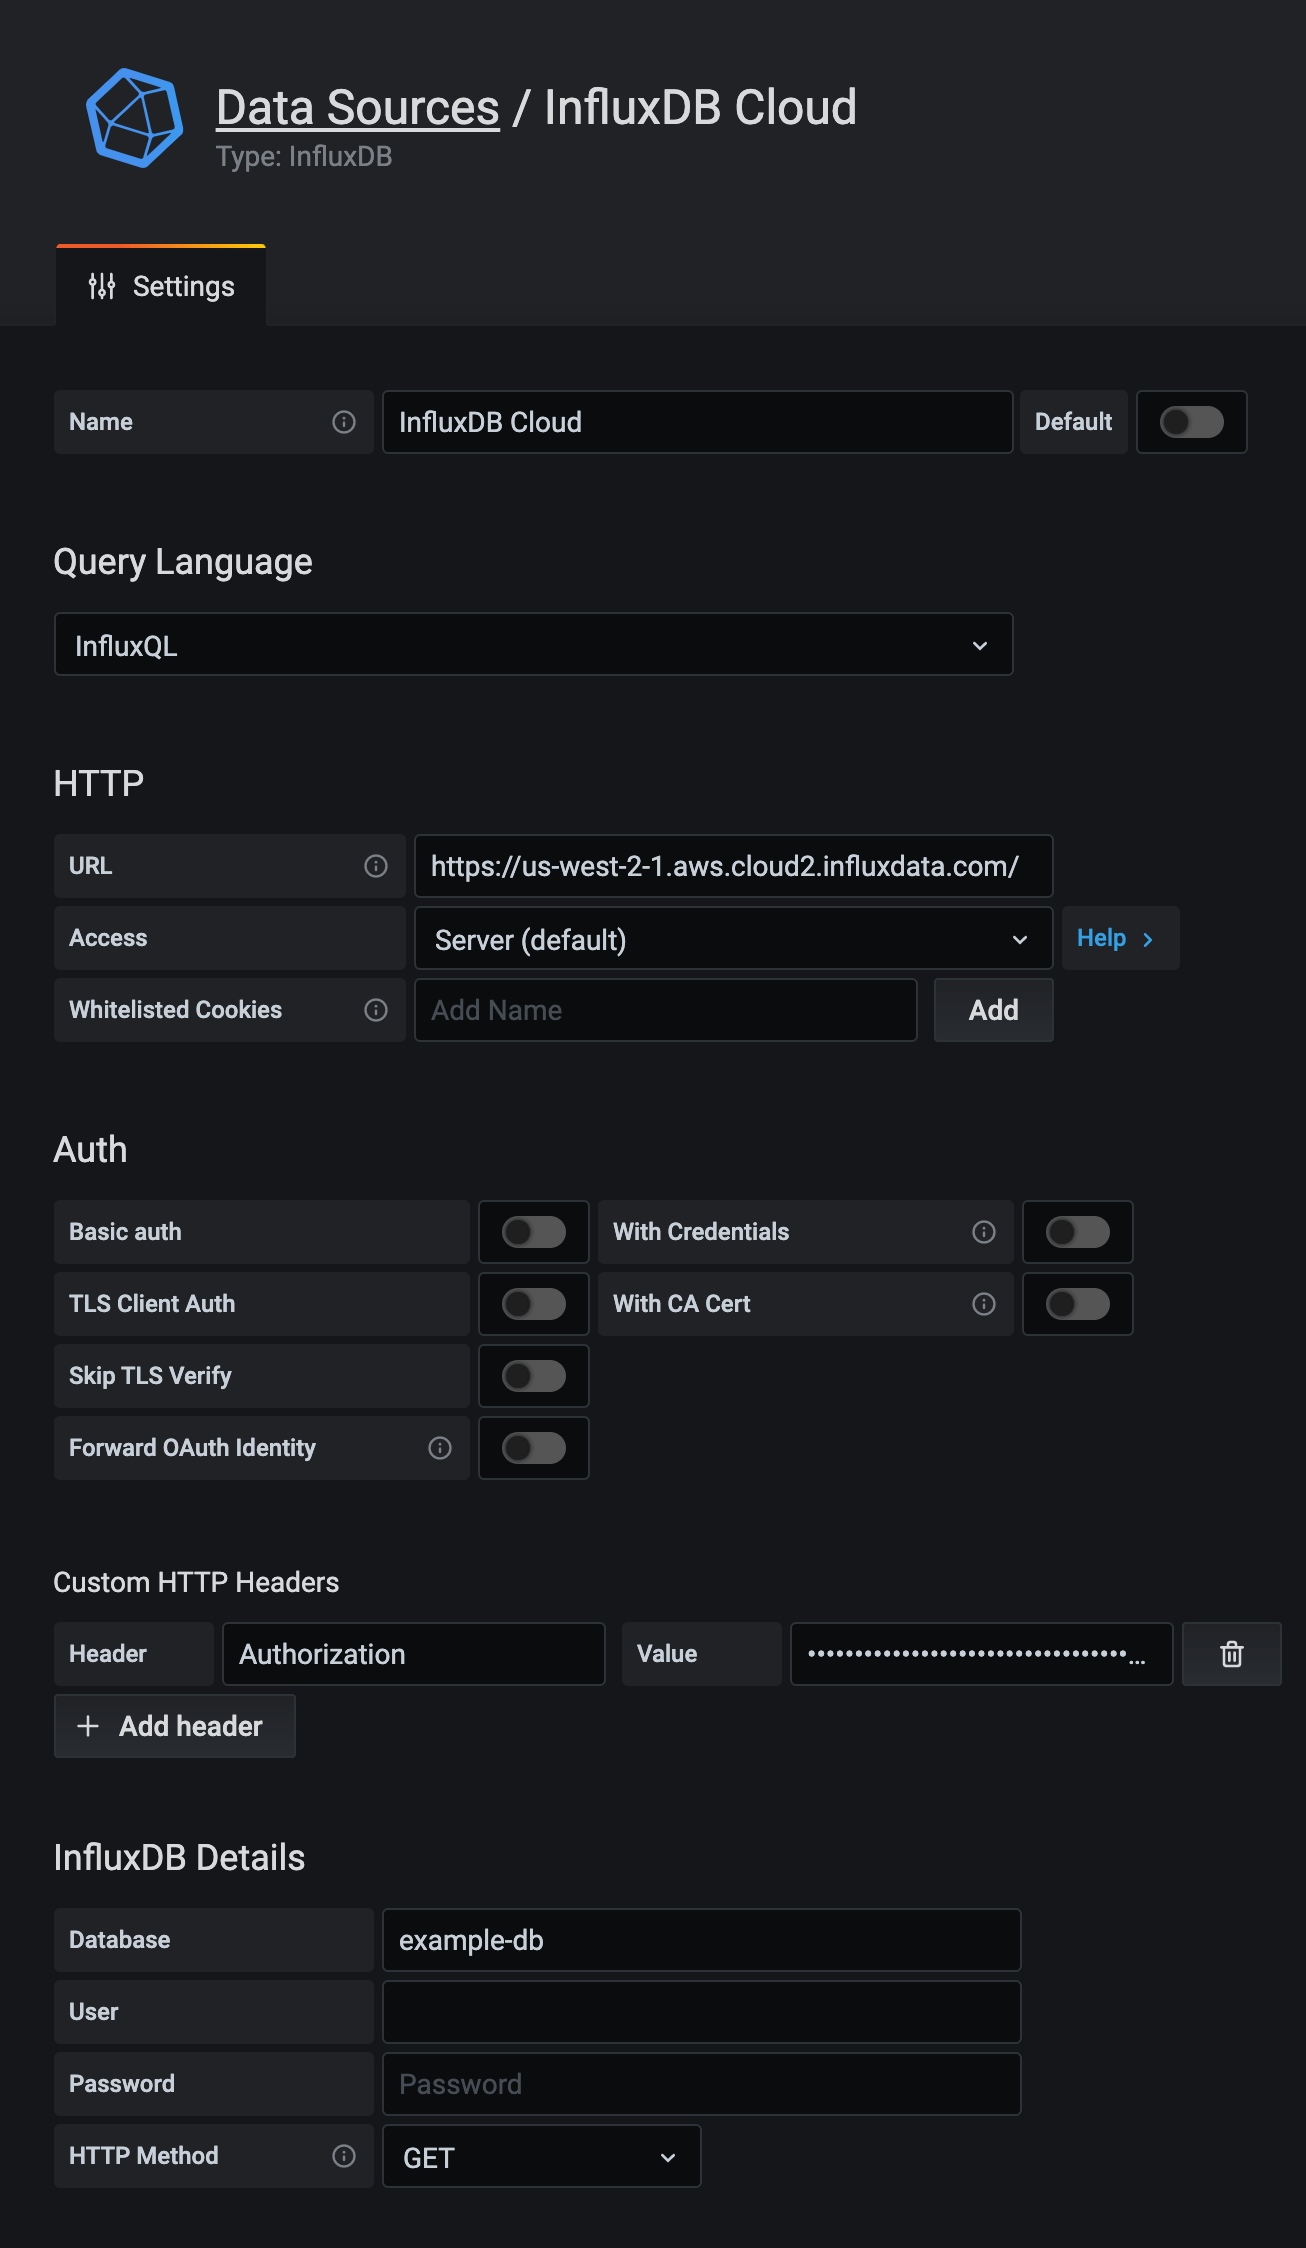 Data Sources / InfluxDB Cloud
Type: InfluxDB
Settings
Name InfluxDB Cloud Default
Query Language
InfluxQL
HTTP
URL https://us-west-2-1.aws.cloud2.influxdata.com/
Access Server (default) Help
Whitelisted Cookies Add Name Add
Auth
Basic auth With Credentials
TLS Client Auth With CA Cert
Skip TLS Verify
Forward OAuth Identity
Custom HTTP Headers
Header Authorization Value ••••••••••••••••••••••••••••••••...
Add header
InfluxDB Details
Database example-db
User
Password Password
HTTP Method GET